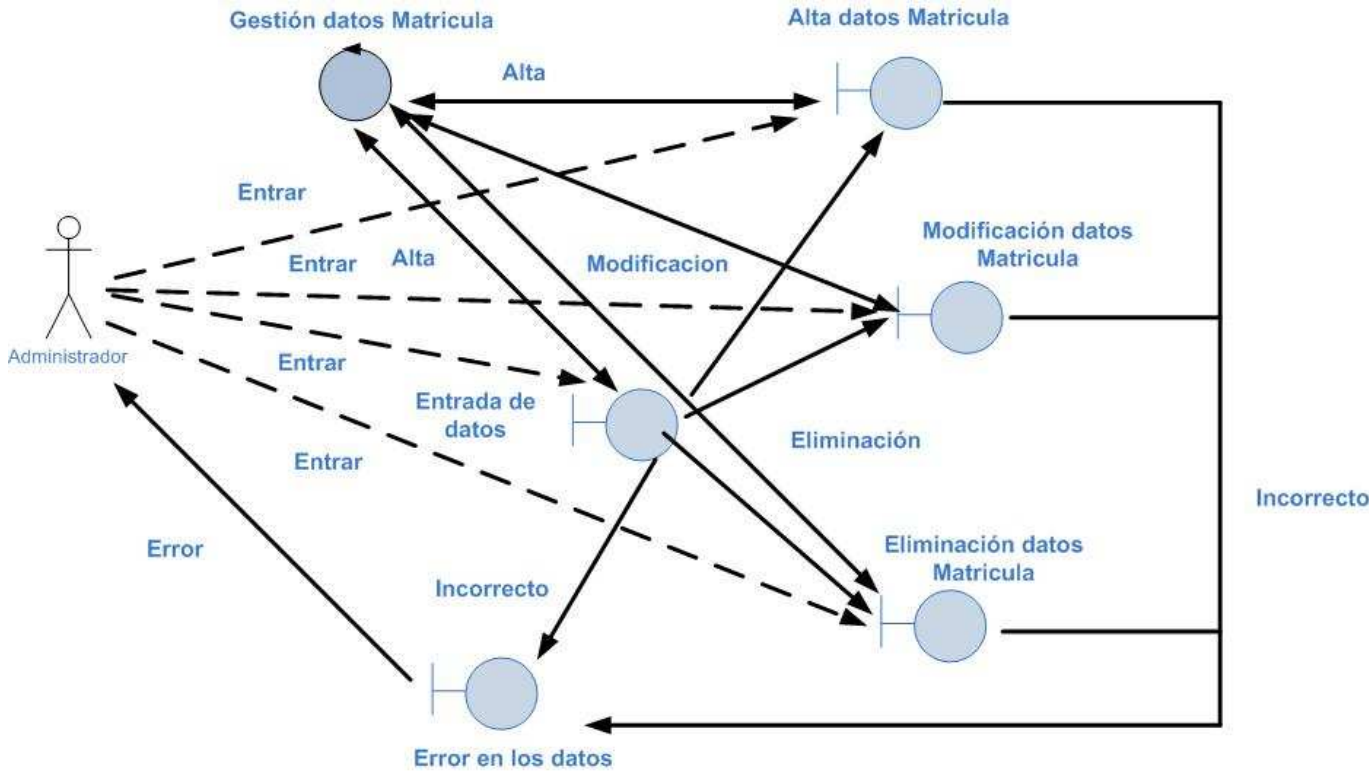 Gestión datos Matricula
Alta datos Matricula
Alta
Entrar
Entrar
Alta
Modificacion
Modificación datos
Matricula
Administrador
Entrar
Entrada de
datos
Entrar
Eliminación
Incorrecto
Error
Eliminación datos
Matricula
Incorrecto
Error en los datos